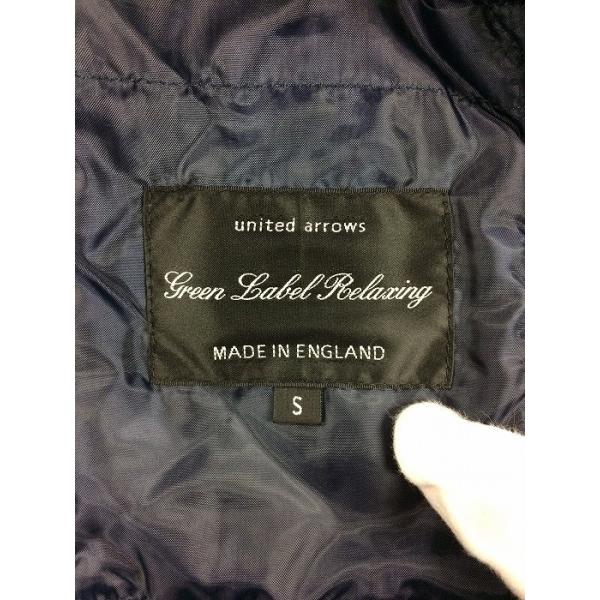 united arrows
Green Label Relaxing
MADE IN ENGLAND
S